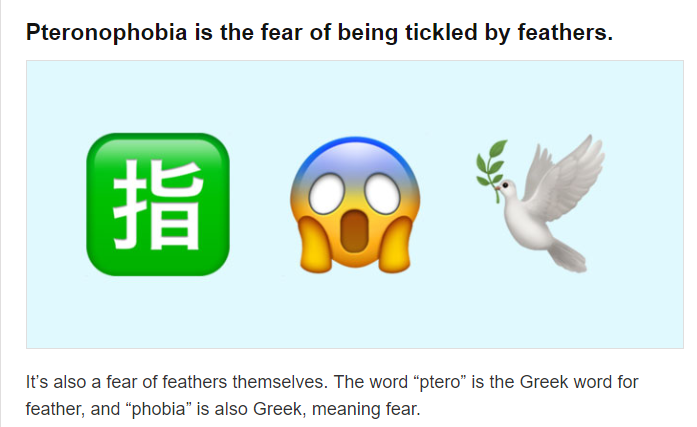 Pteronophobia is the fear of being tickled by feathers.
指
It’s also a fear of feathers themselves. The word “ptero” is the Greek word for
feather, and “phobia” is also Greek, meaning fear.